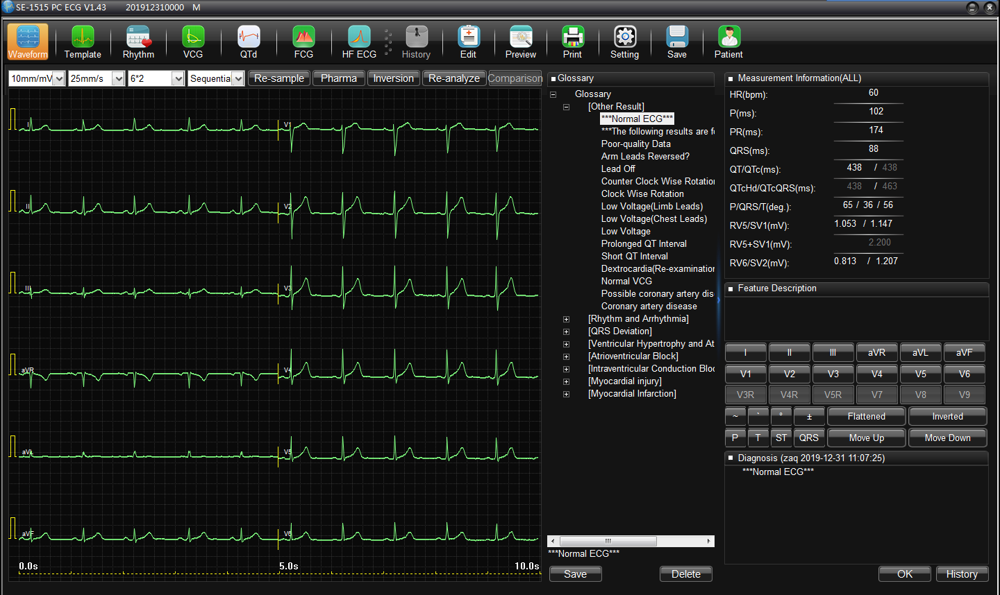 SE-1515 PC ECG V1.43 201912310000 M
Waveform Template Rhythm VCG QTd FCG HF ECG History Edit Preview Print Setting Save Patient
10mm/mV 25mm/s 6*2 Sequentia Re-sample Pharma Inversion Re-analyze Comparison
I V1
II V2
III V3
aVR V4
aVL V5
aVF V6
0.0s 5.0s 10.0s
Glossary
Glossary
[Other Result]
***Normal ECG***
***The following results are fo
Poor-quality Data
Arm Leads Reversed?
Lead Off
Counter Clock Wise Rotation
Clock Wise Rotation
Low Voltage(Limb Leads)
Low Voltage(Chest Leads)
Low Voltage
Prolonged QT Interval
Short QT Interval
Dextrocardia(Re-examination
Normal VCG
Possible coronary artery dis
Coronary artery disease
[Rhythm and Arrhythmia]
[QRS Deviation]
[Ventricular Hypertrophy and At
[Atrioventricular Block]
[Intraventricular Conduction Bloc
[Myocardial injury]
[Myocardial Infarction]
***Normal ECG***
Save Delete
Measurement Information(ALL)
HR(bpm): 60
P(ms): 102
PR(ms): 174
QRS(ms): 88
QT/QTc(ms): 438 / 438
QTcHd/QTcQRS(ms): 438 / 463
P/QRS/T(deg.): 65 / 36 / 56
RV5/SV1(mV): 1.053 / 1.147
RV5+SV1(mV): 2.200
RV6/SV2(mV): 0.813 / 1.207
Feature Description
I II III aVR aVL aVF
V1 V2 V3 V4 V5 V6
V3R V4R V5R V7 V8 V9
~ ` ° ± Flattened Inverted
P T ST QRS Move Up Move Down
Diagnosis (zaq 2019-12-31 11:07:25)
***Normal ECG***
OK History